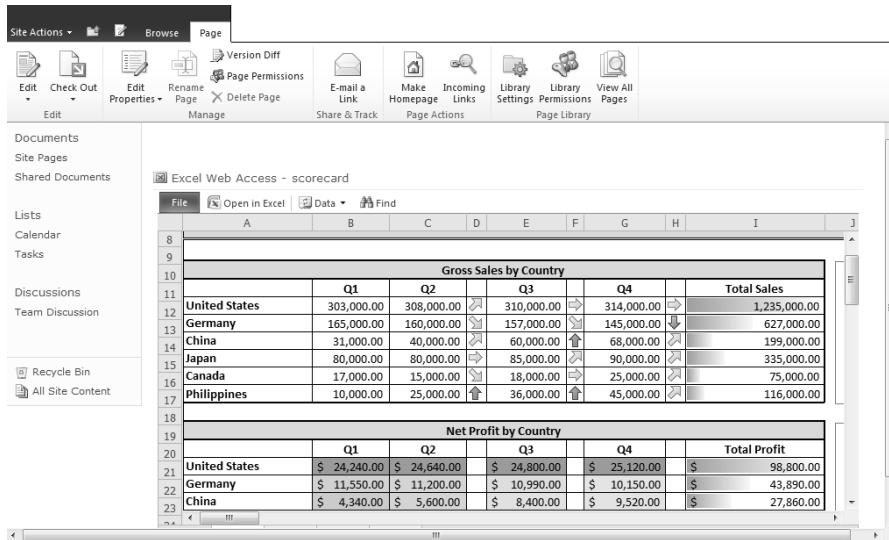 Site Actions Browse Page
Edit Check Out Edit Properties Rename Page Version Diff Page Permissions Delete Page E-mail a Link Make Homepage Incoming Links Library Settings Library Permissions View All Pages
Edit Manage Share & Track Page Actions Page Library
Documents
Site Pages
Shared Documents
Lists
Calendar
Tasks
Discussions
Team Discussion
Recycle Bin
All Site Content
Excel Web Access - scorecard
File Open in Excel Data Find
A B C D E F G H I J
8
9
10 Gross Sales by Country
11 Q1 Q2 Q3 Q4 Total Sales
12 United States 303,000.00 308,000.00 310,000.00 314,000.00 1,235,000.00
13 Germany 165,000.00 160,000.00 157,000.00 145,000.00 627,000.00
14 China 31,000.00 40,000.00 60,000.00 68,000.00 199,000.00
15 Japan 80,000.00 80,000.00 85,000.00 90,000.00 335,000.00
16 Canada 17,000.00 15,000.00 18,000.00 25,000.00 75,000.00
17 Philippines 10,000.00 25,000.00 36,000.00 45,000.00 116,000.00
18
19 Net Profit by Country
20 Q1 Q2 Q3 Q4 Total Profit
21 United States $ 24,240.00 $ 24,640.00 $ 24,800.00 $ 25,120.00 $ 98,800.00
22 Germany $ 11,550.00 $ 11,200.00 $ 10,990.00 $ 10,150.00 $ 43,890.00
23 China $ 4,340.00 $ 5,600.00 $ 8,400.00 $ 9,520.00 $ 27,860.00